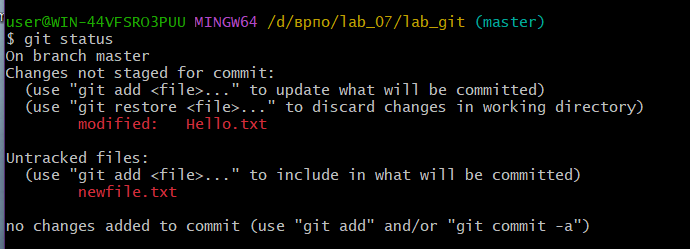 user@WIN-44VFSRO3PUU MINGW64 /d/врпо/lab_07/lab_git (master)
$ git status
On branch master
Changes not staged for commit:
  (use "git add <file>..." to update what will be committed)
  (use "git restore <file>..." to discard changes in working directory)
        modified:   Hello.txt

Untracked files:
  (use "git add <file>..." to include in what will be committed)
        newfile.txt

no changes added to commit (use "git add" and/or "git commit -a")